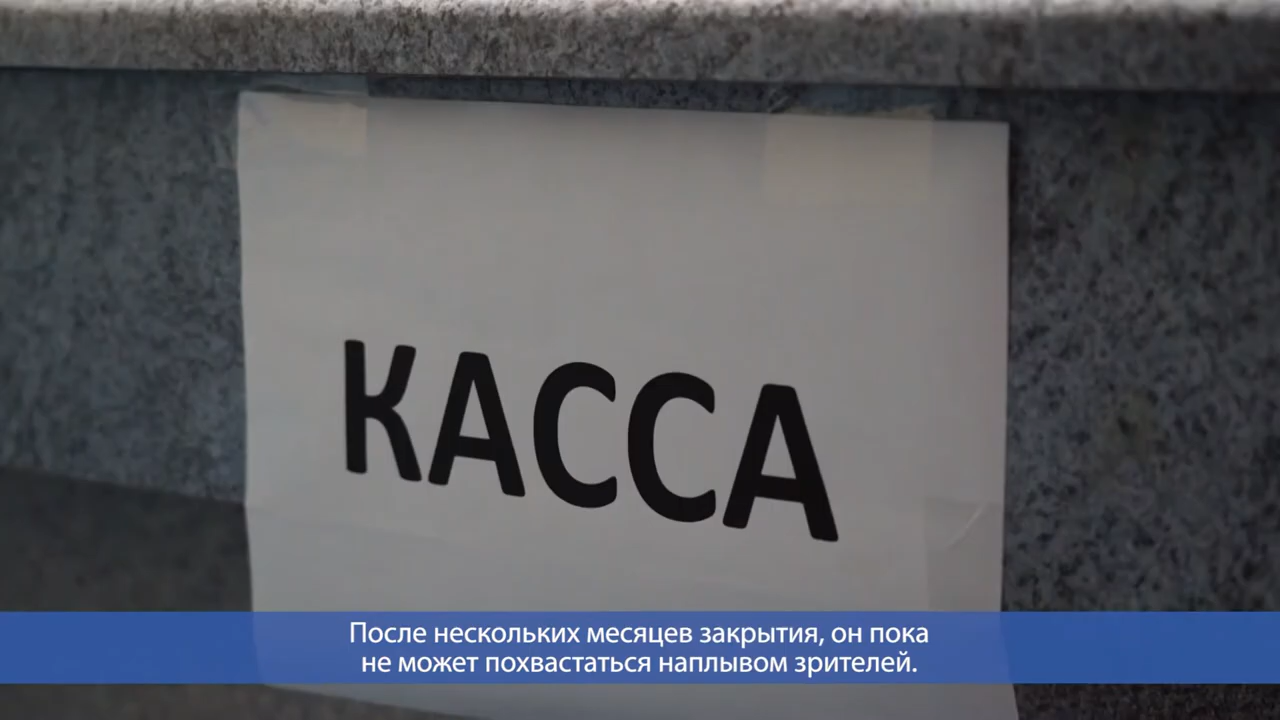 КАССА
После нескольких месяцев закрытия, он пока
не может похвастаться наплывом зрителей.